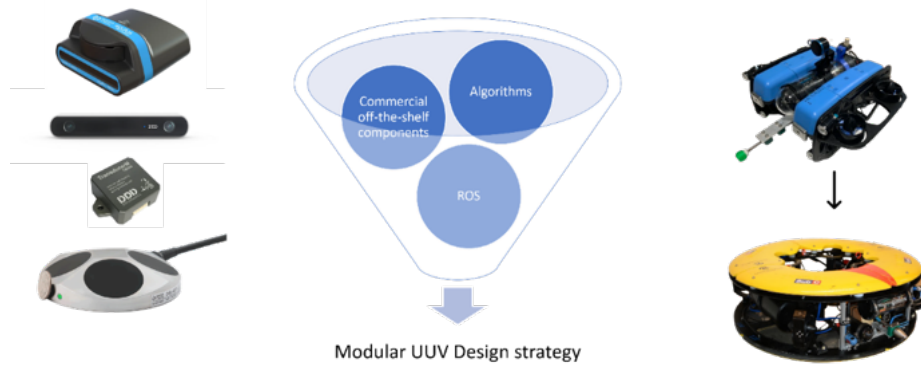 Commercial
off-the-shelf
components
Algorithms
ROS
Modular UUV Design strategy